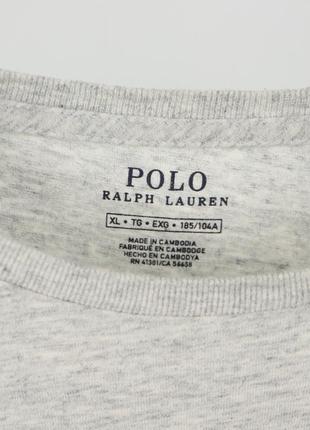 POLO
RALPH LAUREN
XL • TG • EXG • 185/104A
MADE IN CAMBODIA
FABRIQUÉ EN CAMBODGE
HECHO EN CAMBOYA
RN 41381/CA 56658